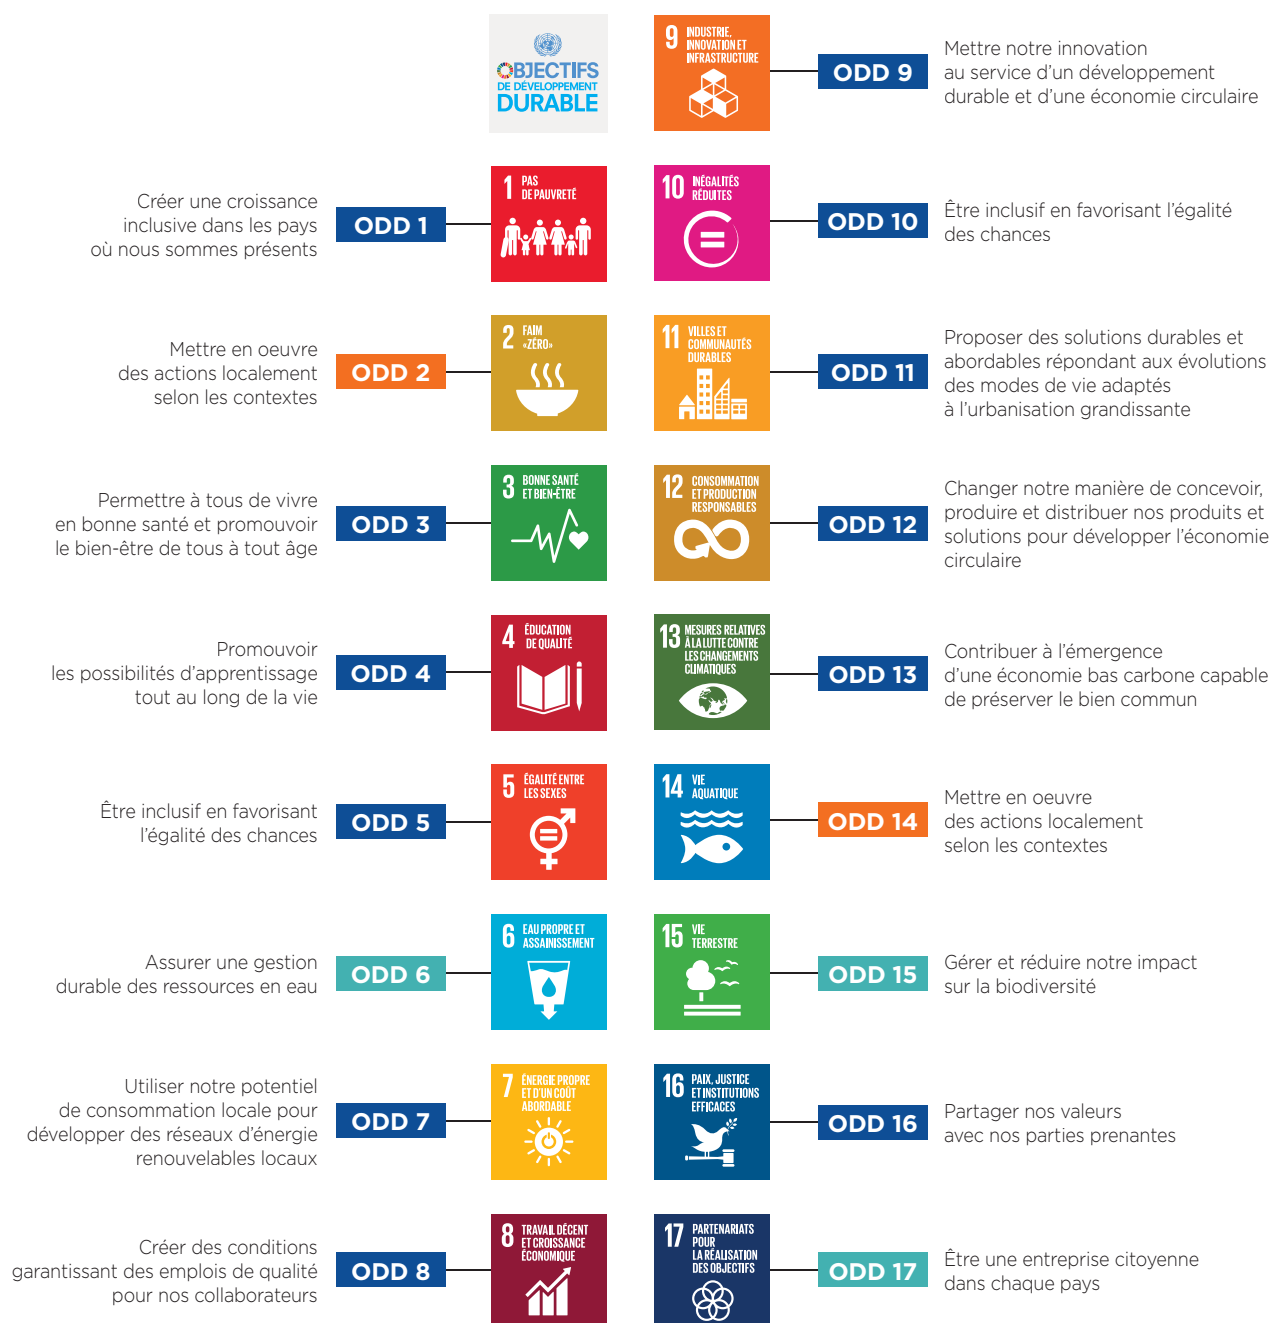 OBJECTIFS
DE DÉVELOPPEMENT
DURABLE
Créer une croissance
inclusive dans les pays
où nous sommes présents
ODD 1
1 PAS
DE PAUVRETÉ
Mettre en oeuvre
des actions localement
selon les contextes
ODD 2
2 FAIM
«ZÉRO»
Permettre à tous de vivre
en bonne santé et promouvoir
le bien-être de tous à tout âge
ODD 3
3 BONNE SANTÉ
ET BIEN-ÊTRE
Promouvoir
les possibilités d’apprentissage
tout au long de la vie
ODD 4
4 ÉDUCATION
DE QUALITÉ
Être inclusif en favorisant
l’égalité des chances
ODD 5
5 ÉGALITÉ ENTRE
LES SEXES
Assurer une gestion
durable des ressources en eau
ODD 6
6 EAU PROPRE ET
ASSAINISSEMENT
Utiliser notre potentiel
de consommation locale pour
développer des réseaux d’énergie
renouvelables locaux
ODD 7
7 ÉNERGIE PROPRE
ET D’UN COÛT
ABORDABLE
Créer des conditions
garantissant des emplois de qualité
pour nos collaborateurs
ODD 8
8 TRAVAIL DÉCENT
ET CROISSANCE
ÉCONOMIQUE
9 INDUSTRIE,
INNOVATION ET
INFRASTRUCTURE
ODD 9
Mettre notre innovation
au service d’un développement
durable et d’une économie circulaire
10 INÉGALITÉS
RÉDUITES
ODD 10
Être inclusif en favorisant l’égalité
des chances
11 VILLES ET
COMMUNAUTÉS
DURABLES
ODD 11
Proposer des solutions durables et
abordables répondant aux évolutions
des modes de vie adaptés
à l’urbanisation grandissante
12 CONSOMMATION
ET PRODUCTION
RESPONSABLES
ODD 12
Changer notre manière de concevoir,
produire et distribuer nos produits et
solutions pour développer l’économie
circulaire
13 MESURES RELATIVES
À LA LUTTE CONTRE
LES CHANGEMENTS
CLIMATIQUES
ODD 13
Contribuer à l’émergence
d’une économie bas carbone capable
de préserver le bien commun
14 VIE
AQUATIQUE
ODD 14
Mettre en oeuvre
des actions localement
selon les contextes
15 VIE
TERRESTRE
ODD 15
Gérer et réduire notre impact
sur la biodiversité
16 PAIX, JUSTICE
ET INSTITUTIONS
EFFICACES
ODD 16
Partager nos valeurs
avec nos parties prenantes
17 PARTENARIATS
POUR
LA RÉALISATION
DES OBJECTIFS
ODD 17
Être une entreprise citoyenne
dans chaque pays